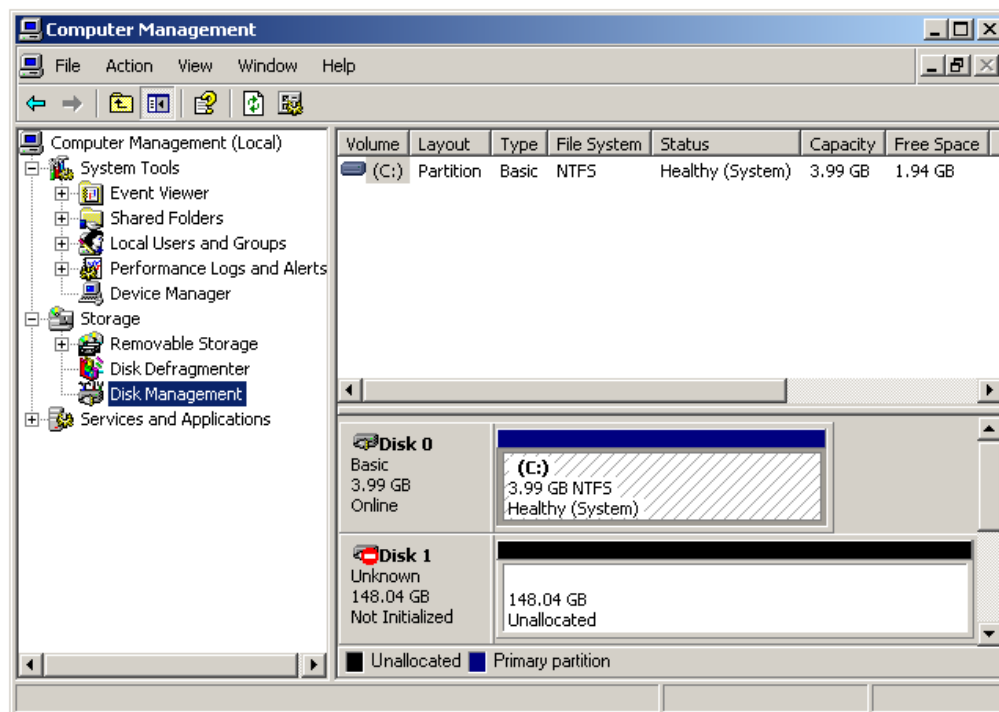 Computer Management
File Action View Window Help
Computer Management (Local)
System Tools
Event Viewer
Shared Folders
Local Users and Groups
Performance Logs and Alerts
Device Manager
Storage
Removable Storage
Disk Defragmenter
Disk Management
Services and Applications
Volume Layout Type File System Status Capacity Free Space
(C:) Partition Basic NTFS Healthy (System) 3.99 GB 1.94 GB
Disk 0
Basic
3.99 GB
Online
(C:)
3.99 GB NTFS
Healthy (System)
Disk 1
Unknown
148.04 GB
Not Initialized
148.04 GB
Unallocated
Unallocated Primary partition